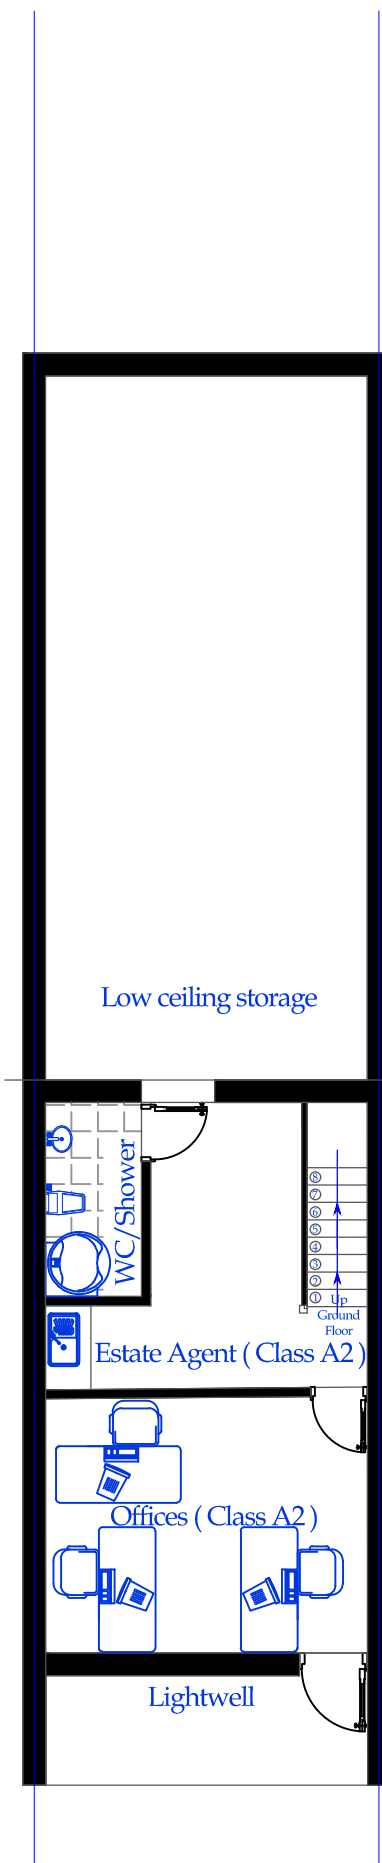 Low ceiling storage
WC/Shower
8
7
6
5
4
3
2
1
Up
Ground
Floor
Estate Agent ( Class A2 )
Offices ( Class A2 )
Lightwell